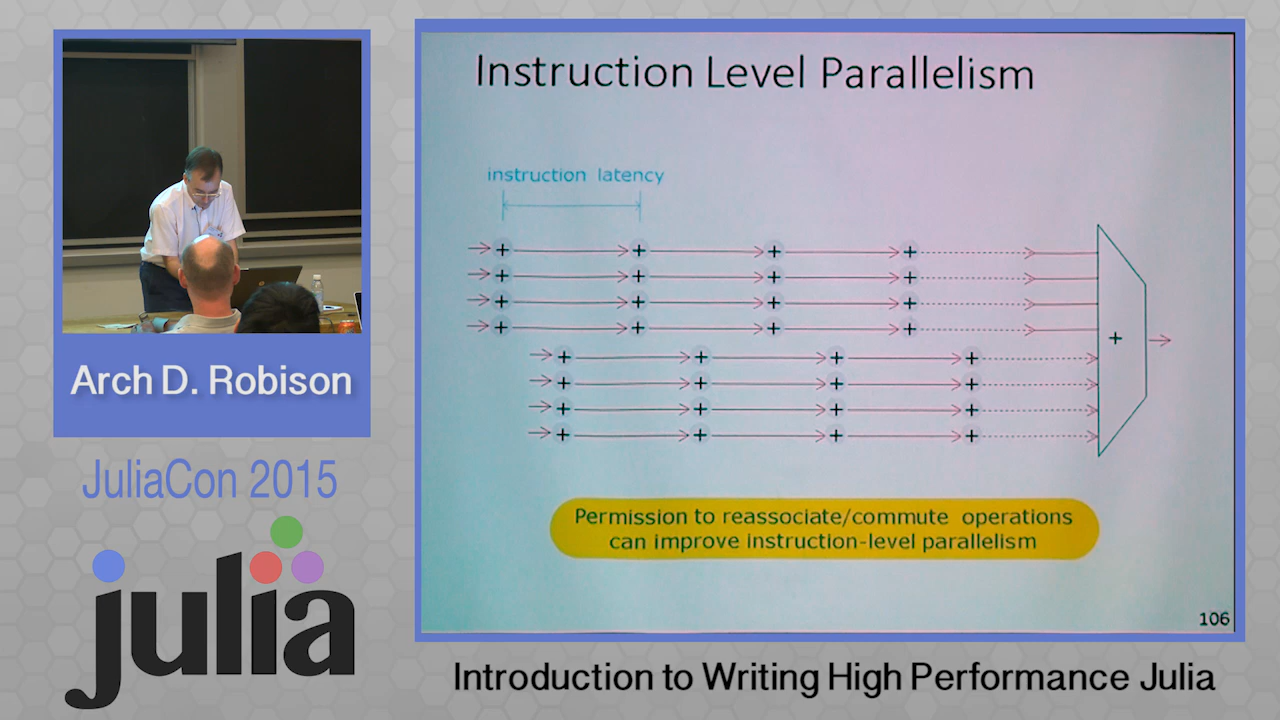 Instruction Level Parallelism
instruction latency
+ + + +
+ + + +
+ + + +
+ + + +
+
+ + + +
+ + + +
+ + + +
+ + + +
Permission to reassociate/commute operations
can improve instruction-level parallelism
106
Arch D. Robison
JuliaCon 2015
julia
Introduction to Writing High Performance Julia